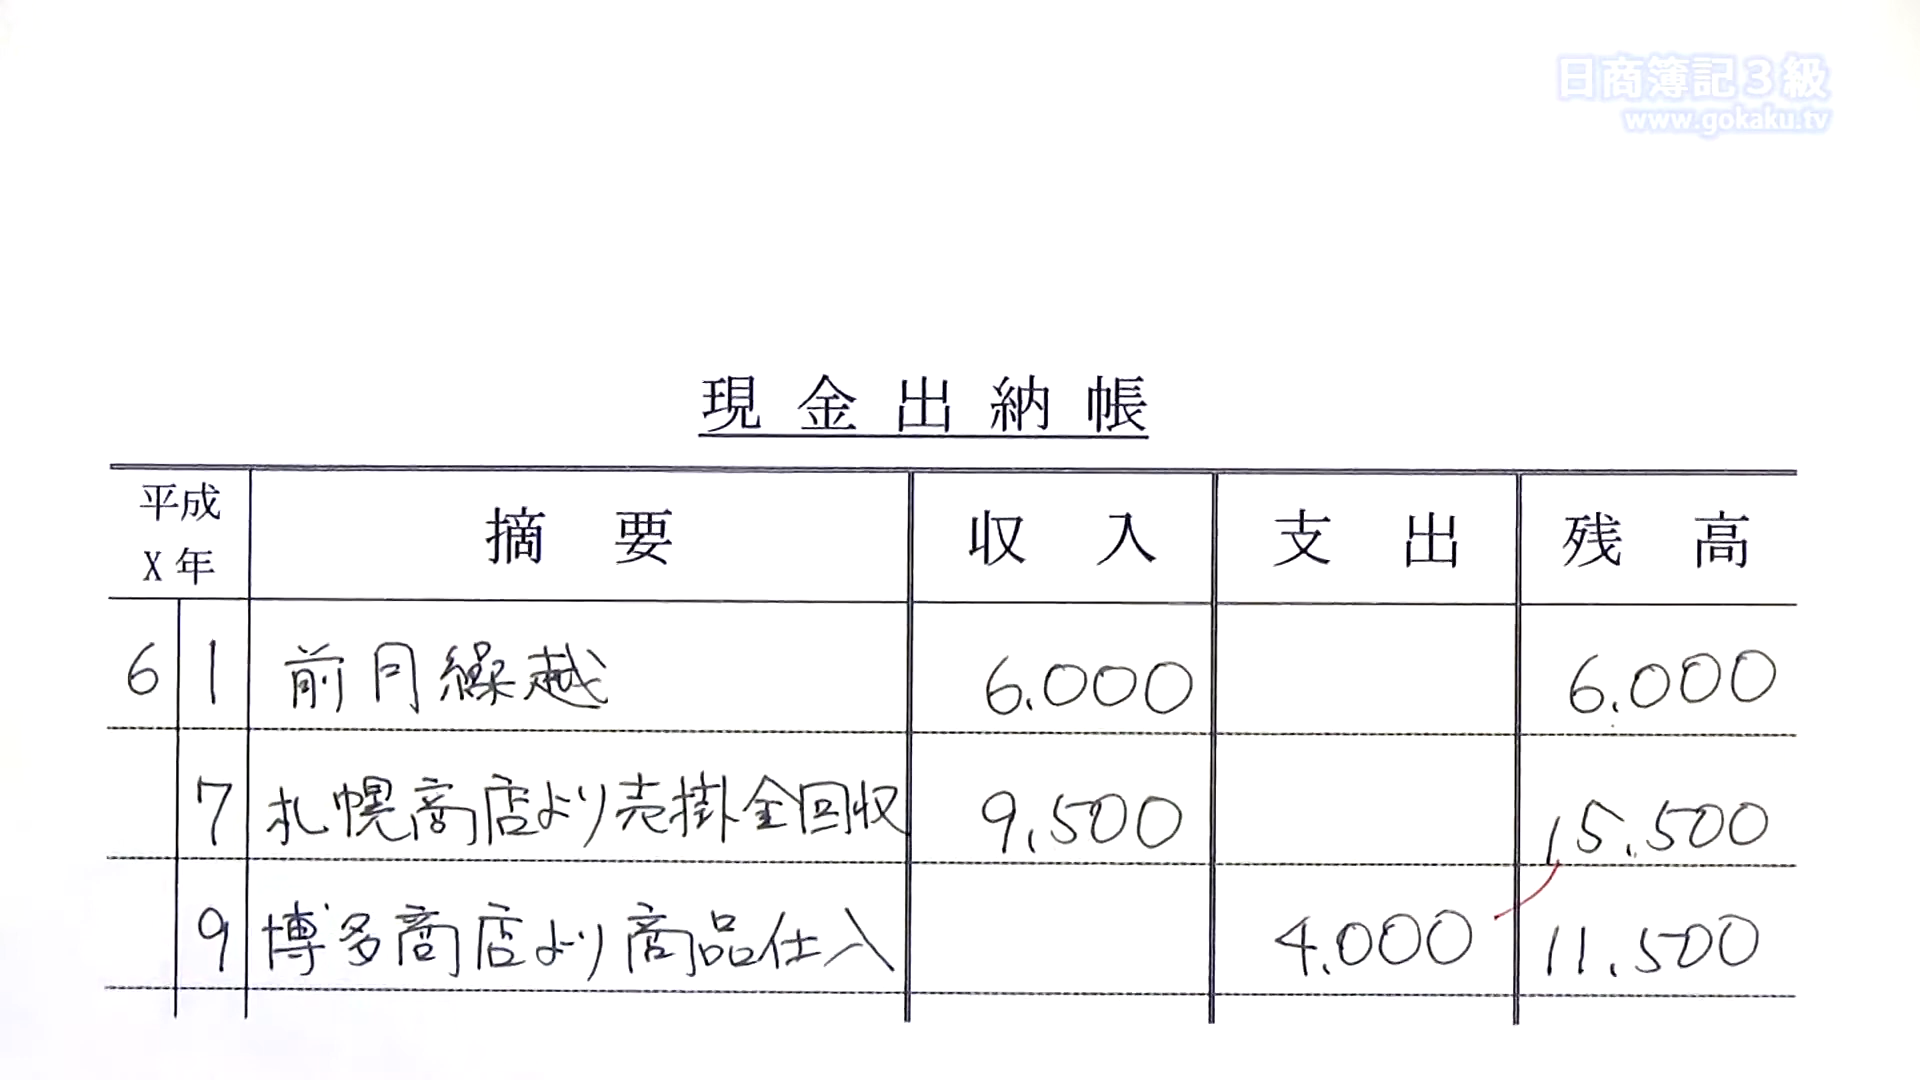 日商簿記3級
www.gokaku.tv
現金出納帳
平成
X年
摘要 収入 支出 残高
6 1 前月繰越 6.000 6.000
7 札幌商店より売掛金回収 9.500 15.500
9 博多商店より商品仕入 4.000 11.500